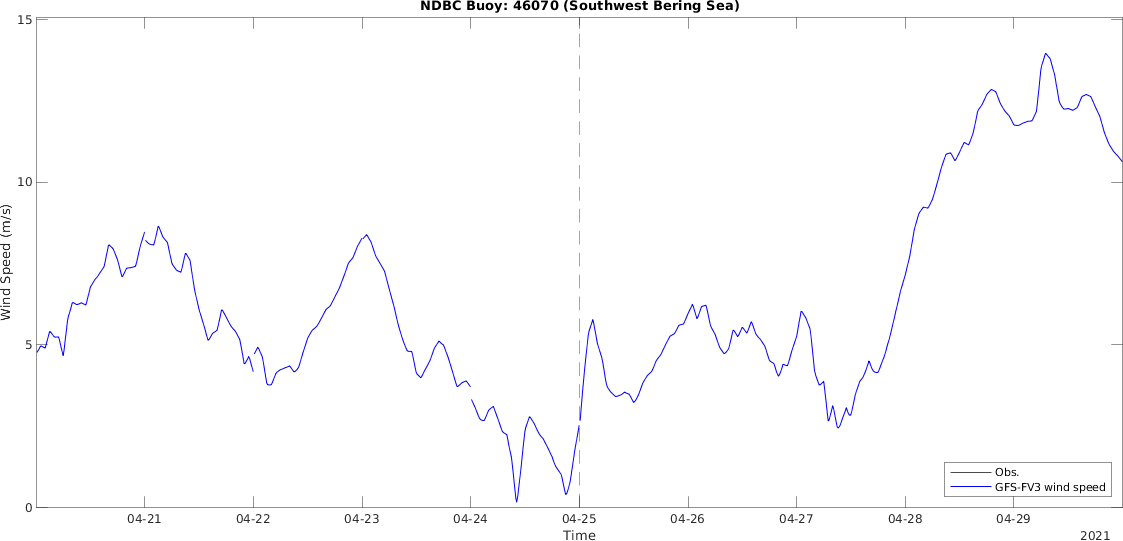 NDBC Buoy: 46070 (Southwest Bering Sea)
15
10
5
0
Wind Speed (m/s)
Obs.
GFS-FV3 wind speed
04-21 04-22 04-23 04-24 04-25 04-26 04-27 04-28 04-29
Time
2021